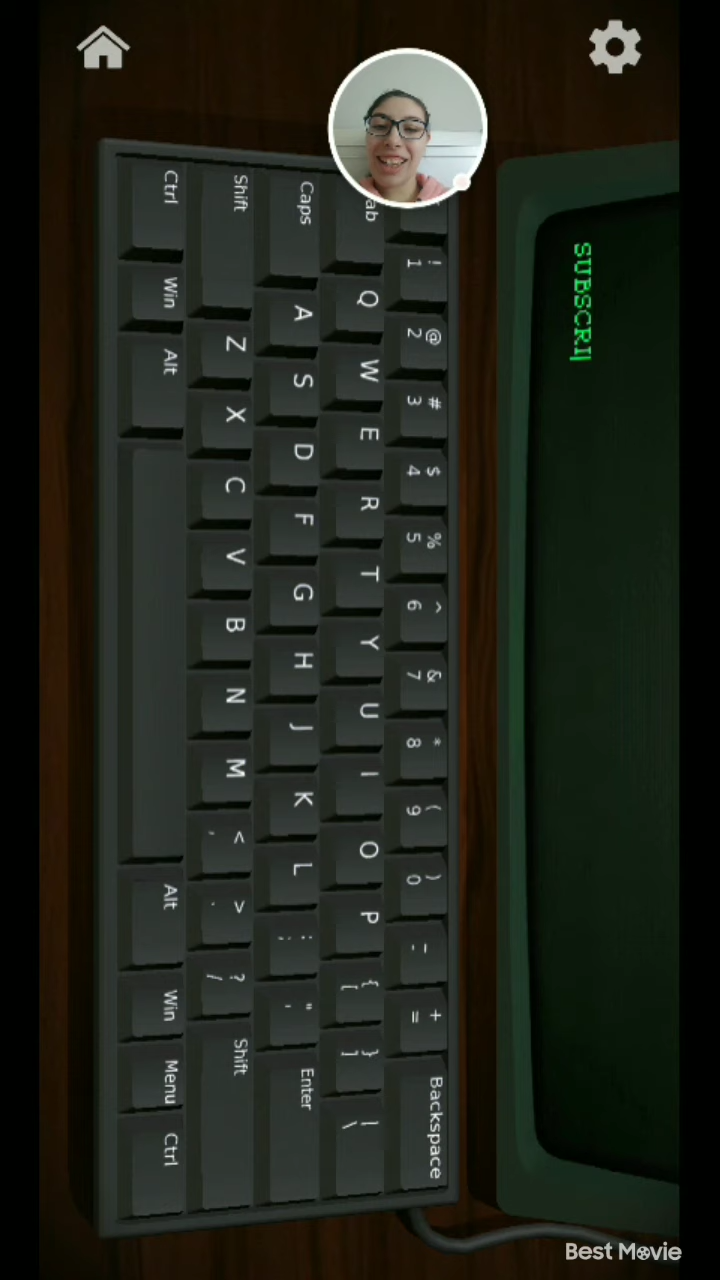 SUBSCRI
! @ # $ % ^ & * ( ) - +
1 2 3 4 5 6 7 8 9 0 = Backspace
ab Q W E R T Y U I O P { [ } ] | \
Caps A S D F G H J K L : ; " ' Enter
Shift Z X C V B N M < , > . ? / Shift
Ctrl Win Alt Alt Win Menu Ctrl
Best Movie